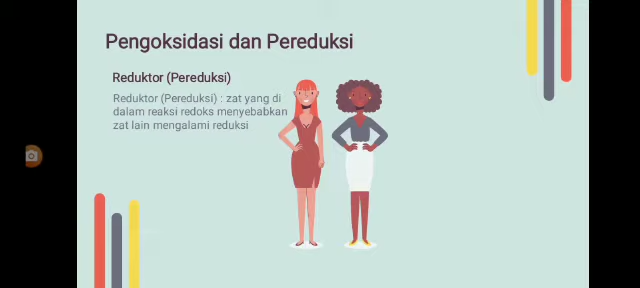 Pengoksidasi dan Pereduksi
Reduktor (Pereduksi)
Reduktor (Pereduksi) : zat yang di
dalam reaksi redoks menyebabkan
zat lain mengalami reduksi